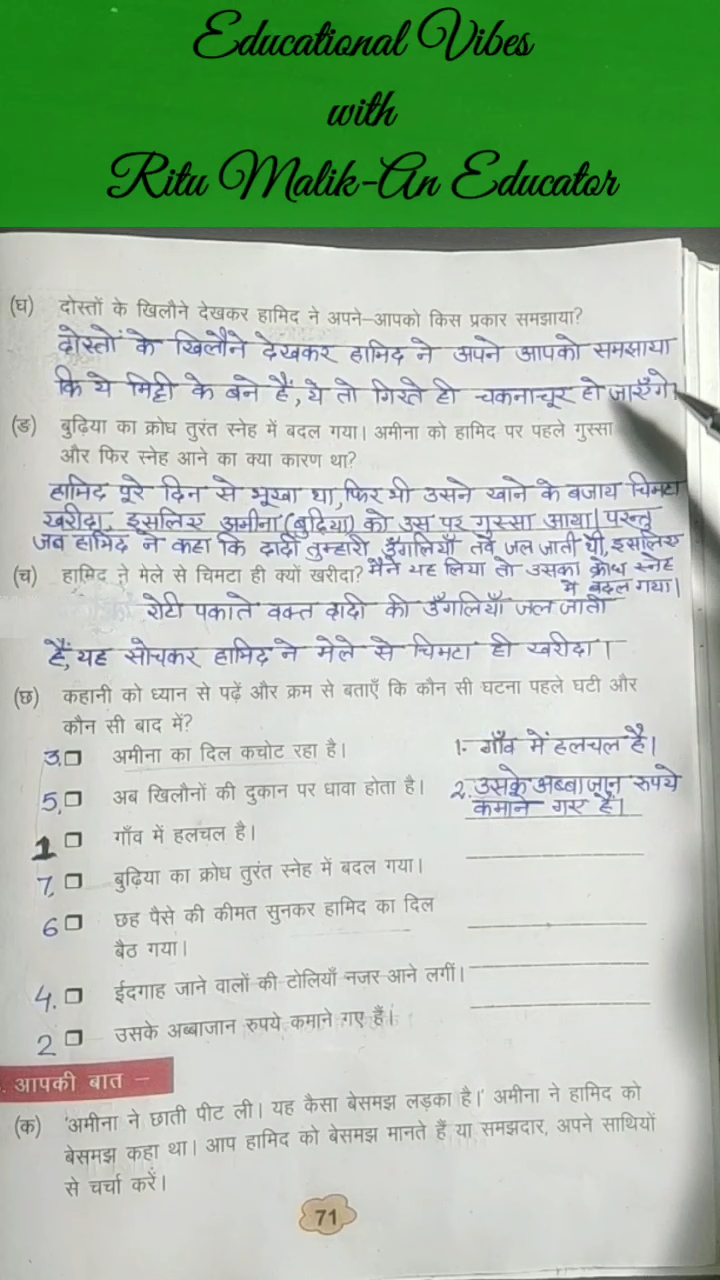 Educational Vibes
with
Ritu Malik-An Educator
(घ) दोस्तों के खिलौने देखकर हामिद ने अपने-आपको किस प्रकार समझाया?
दोस्तों के खिलौने देखकर हामिद ने अपने आपको समझाया
कि ये मिट्टी के बने हैं, ये तो गिरते ही चकनाचूर हो जाएँगे।
(ङ) बुढ़िया का क्रोध तुरंत स्नेह में बदल गया। अमीना को हामिद पर पहले गुस्सा
और फिर स्नेह आने का क्या कारण था?
हामिद पूरे दिन से भूखा था, फिर भी उसने खाने के बजाय चिमटा
खरीदा, इसलिए अमीना (बुढ़िया) को उस पर गुस्सा आया। परन्तु
जब हामिद ने कहा कि दादी तुम्हारी उँगलियाँ तवे जल जाती थी, इसलिए
(च) हामिद ने मेले से चिमटा ही क्यों खरीदा? मैंने यह लिया तो उसका क्रोध स्नेह
में बदल गया।
रोटी पकाते वक्त दादी की उँगलियाँ जल जाती
हैं, यह सोचकर हामिद ने मेले से चिमटा ही खरीदा।
(छ) कहानी को ध्यान से पढ़ें और क्रम से बताएँ कि कौन सी घटना पहले घटी और
कौन सी बाद में?
3. अमीना का दिल कचोट रहा है। 1. गाँव में हलचल है।
5. अब खिलौनों की दुकान पर धावा होता है। 2. उसके अब्बाजान रुपये
कमाने गए हैं।
1 गाँव में हलचल है।
7. बुढ़िया का क्रोध तुरंत स्नेह में बदल गया।
6 छह पैसे की कीमत सुनकर हामिद का दिल
बैठ गया।
4. ईदगाह जाने वालों की टोलियाँ नजर आने लगीं।
2 उसके अब्बाजान रुपये कमाने गए हैं।
. आपकी बात –
(क) 'अमीना ने छाती पीट ली। यह कैसा बेसमझ लड़का है।' अमीना ने हामिद को
बेसमझ कहा था। आप हामिद को बेसमझ मानते हैं या समझदार, अपने साथियों
से चर्चा करें।
71